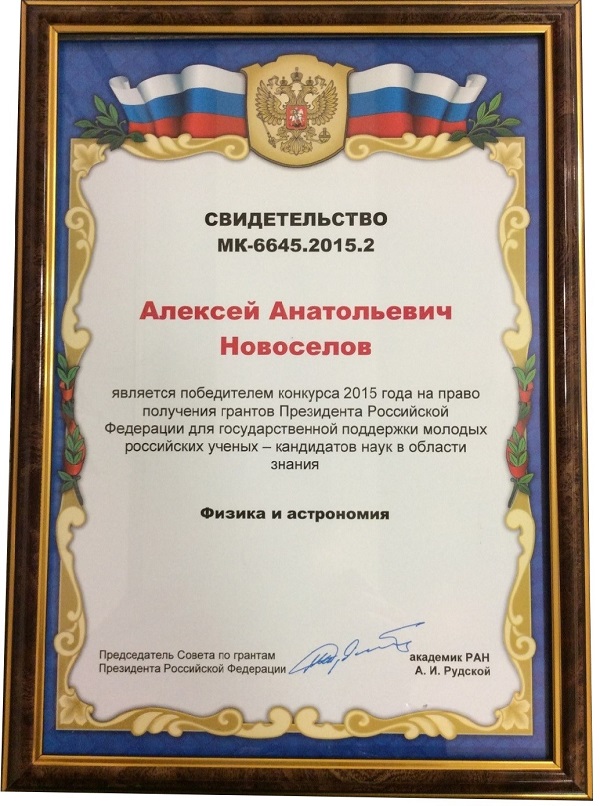 СВИДЕТЕЛЬСТВО
МК-6645.2015.2
Алексей Анатольевич
Новоселов
является победителем конкурса 2015 года на право
получения грантов Президента Российской
Федерации для государственной поддержки молодых
российских ученых – кандидатов наук в области
знания
Физика и астрономия
Председатель Совета по грантам
Президента Российской Федерации
академик РАН
А. И. Рудской